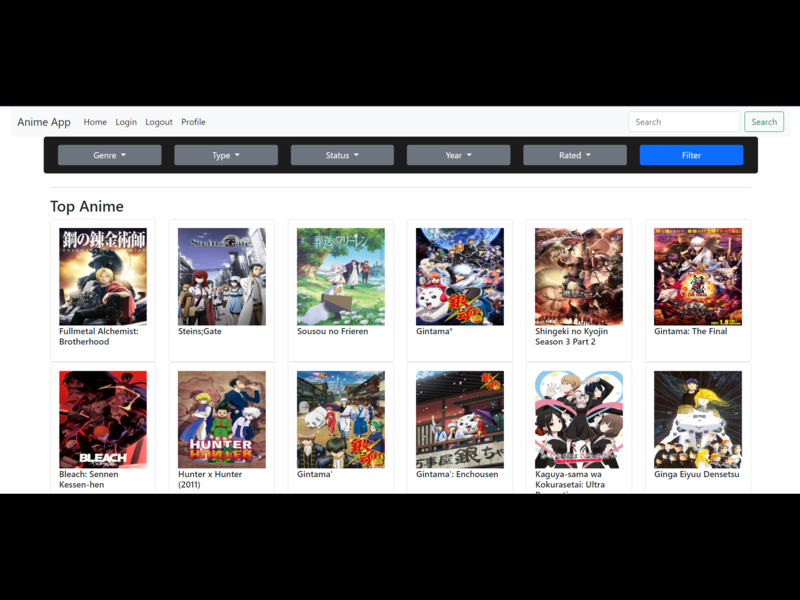 Anime App Home Login Logout Profile Search Search
Genre Type Status Year Rated Filter
Top Anime
鋼の錬金術師
Steins;Gate
葬送のフリーレン
銀魂
THE FINAL
Fullmetal Alchemist:
Brotherhood
Steins;Gate
Sousou no Frieren
Gintama°
Shingeki no Kyojin
Season 3 Part 2
Gintama: The Final
BLEACH
HUNTER
HUNTER
銀魂
Bleach: Sennen
Kessen-hen
Hunter x Hunter
(2011)
Gintama'
Gintama': Enchousen
Kaguya-sama wa
Kokurasetai: Ultra
Ginga Eiyuu Densetsu